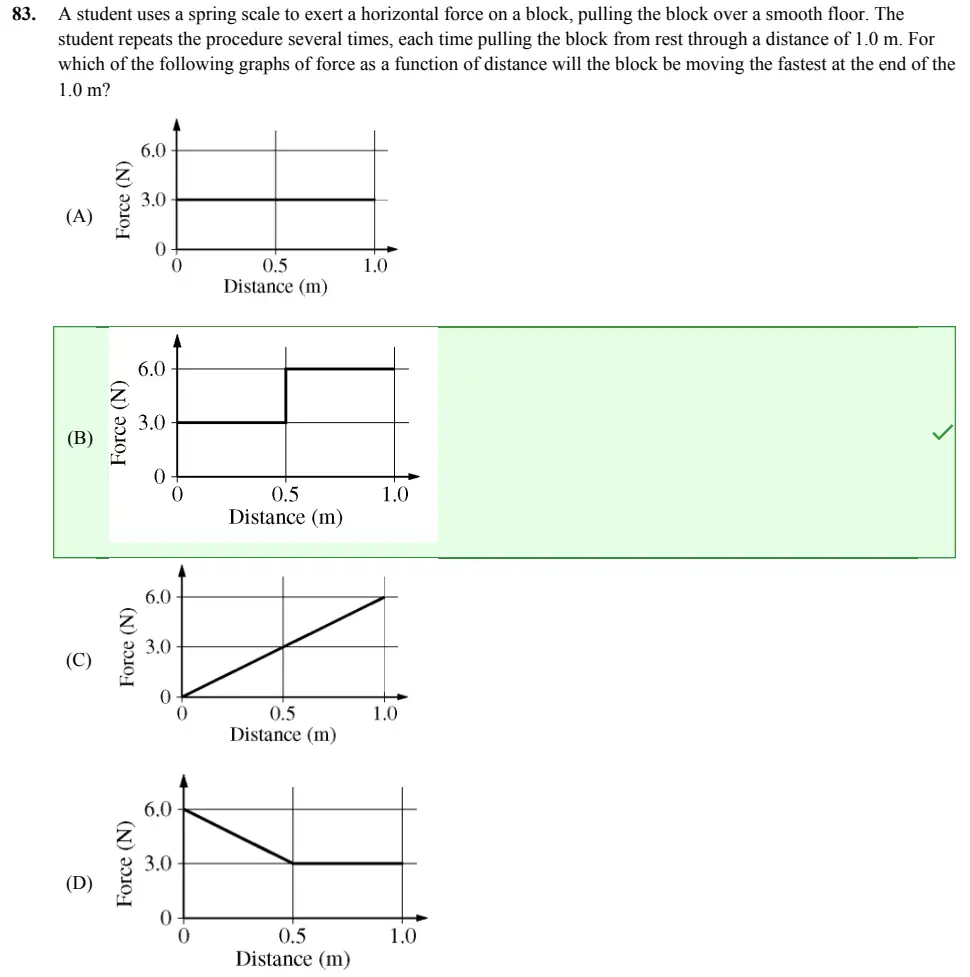 83. A student uses a spring scale to exert a horizontal force on a block, pulling the block over a smooth floor. The
student repeats the procedure several times, each time pulling the block from rest through a distance of 1.0 m. For
which of the following graphs of force as a function of distance will the block be moving the fastest at the end of the
1.0 m?
(A)
Force (N)
6.0
3.0
0
0 0.5 1.0
Distance (m)
(B)
Force (N)
6.0
3.0
0
0 0.5 1.0
Distance (m)
(C)
Force (N)
6.0
3.0
0
0 0.5 1.0
Distance (m)
(D)
Force (N)
6.0
3.0
0
0 0.5 1.0
Distance (m)